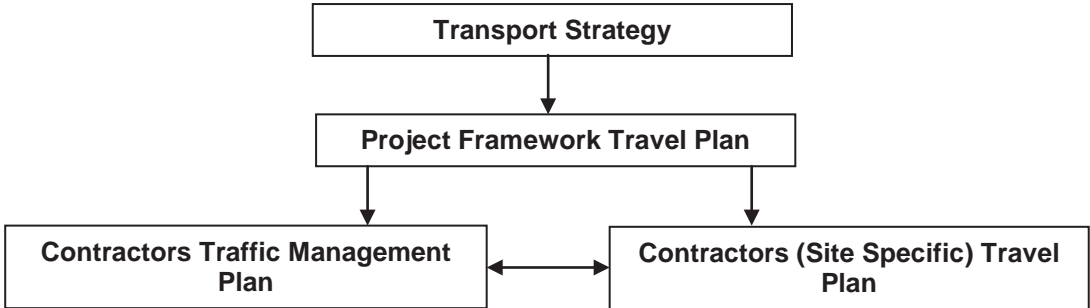 Transport Strategy
Project Framework Travel Plan
Contractors Traffic Management
Plan
Contractors (Site Specific) Travel
Plan